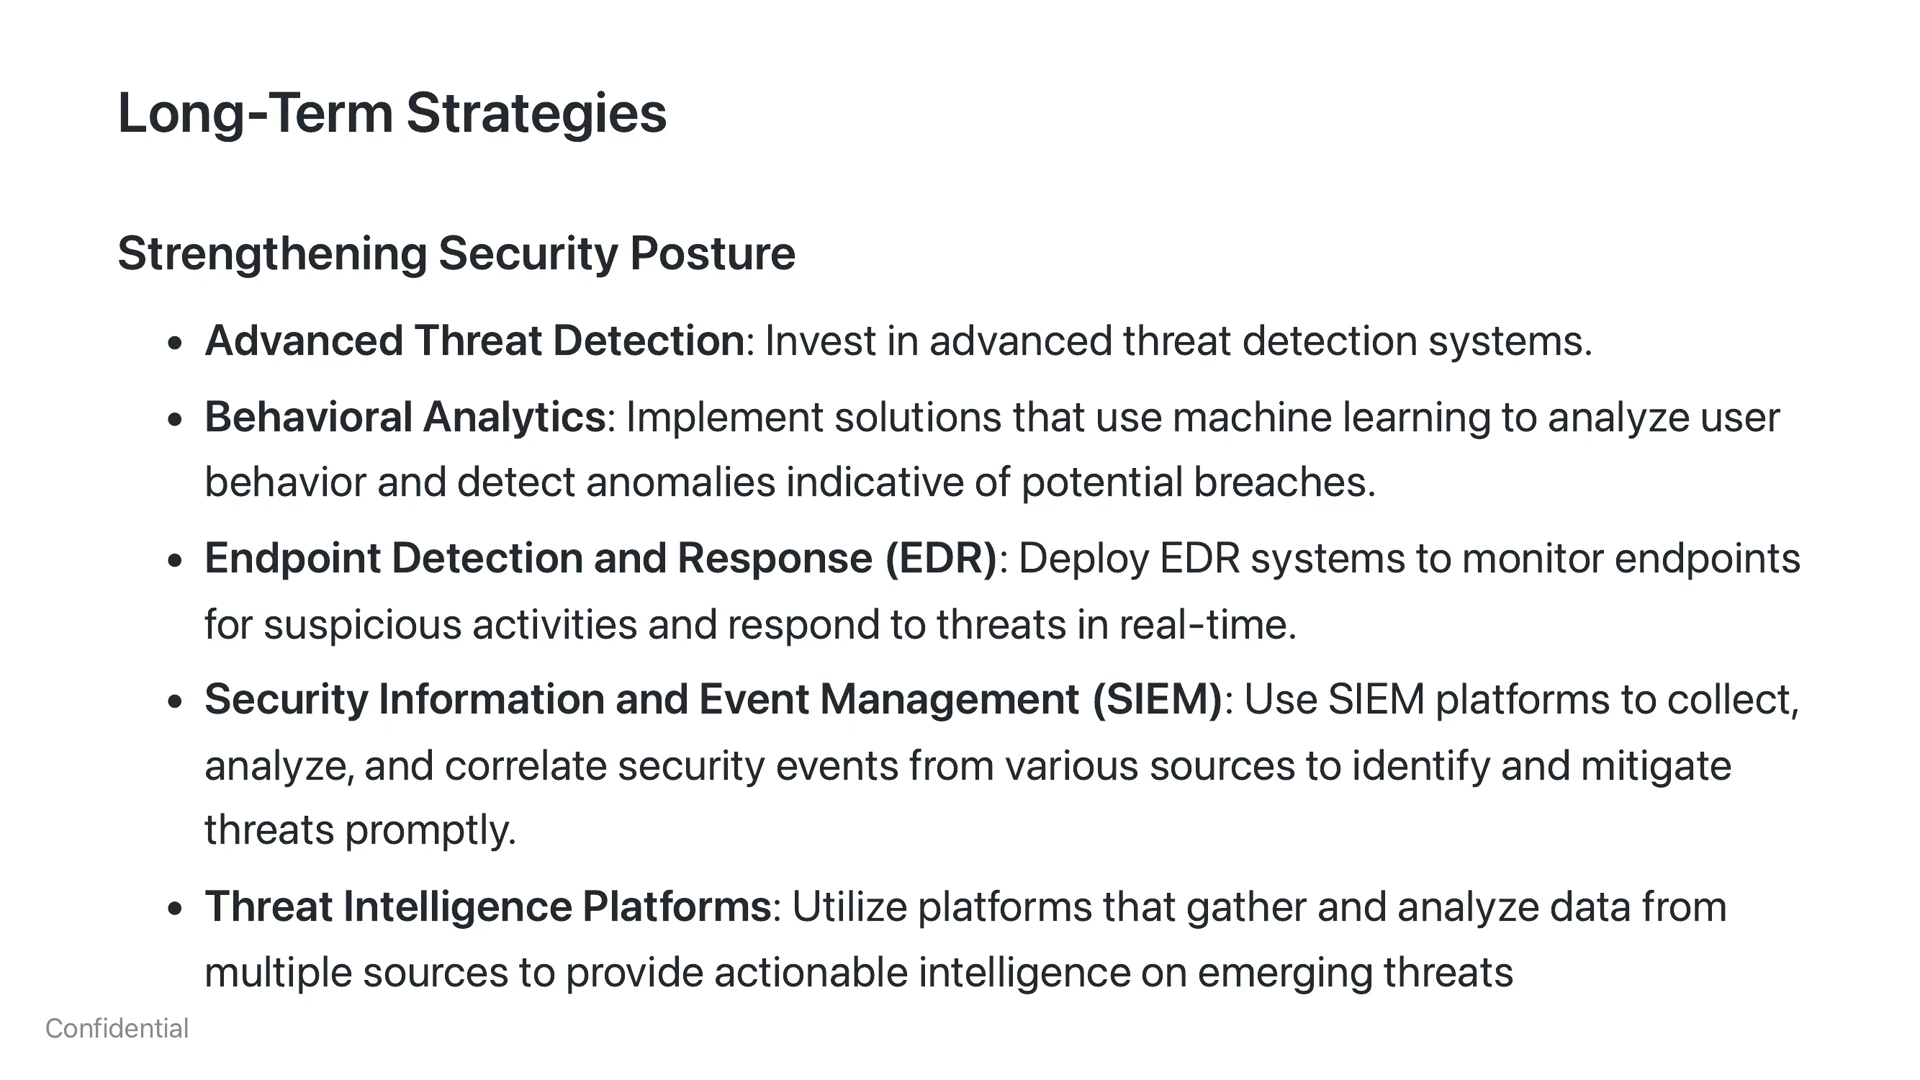 Long-Term Strategies
Strengthening Security Posture
• Advanced Threat Detection: Invest in advanced threat detection systems.
• Behavioral Analytics: Implement solutions that use machine learning to analyze user
behavior and detect anomalies indicative of potential breaches.
• Endpoint Detection and Response (EDR): Deploy EDR systems to monitor endpoints
for suspicious activities and respond to threats in real-time.
• Security Information and Event Management (SIEM): Use SIEM platforms to collect,
analyze, and correlate security events from various sources to identify and mitigate
threats promptly.
• Threat Intelligence Platforms: Utilize platforms that gather and analyze data from
multiple sources to provide actionable intelligence on emerging threats
Confidential